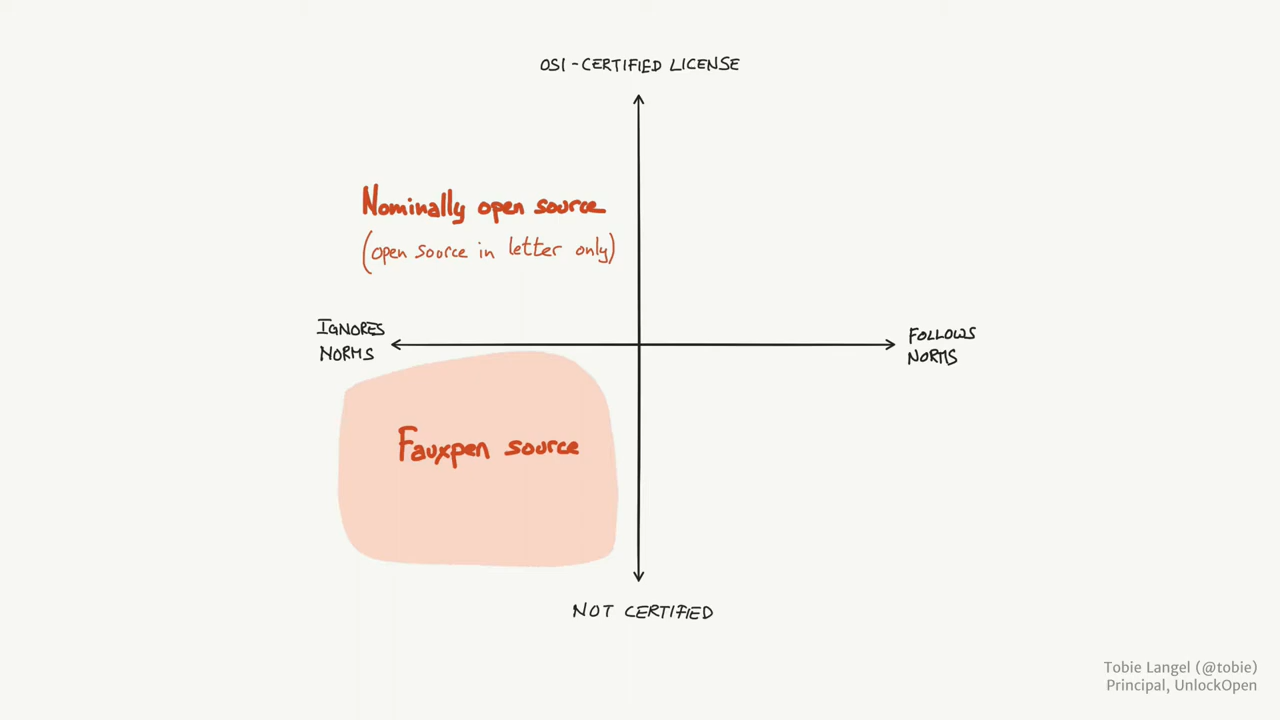 OSI-CERTIFIED LICENSE
Nominally open source
(open source in letter only)
IGNORES
NORMS
FOLLOWS
NORMS
Fauxpen source
NOT CERTIFIED
Tobie Langel (@tobie)
Principal, UnlockOpen